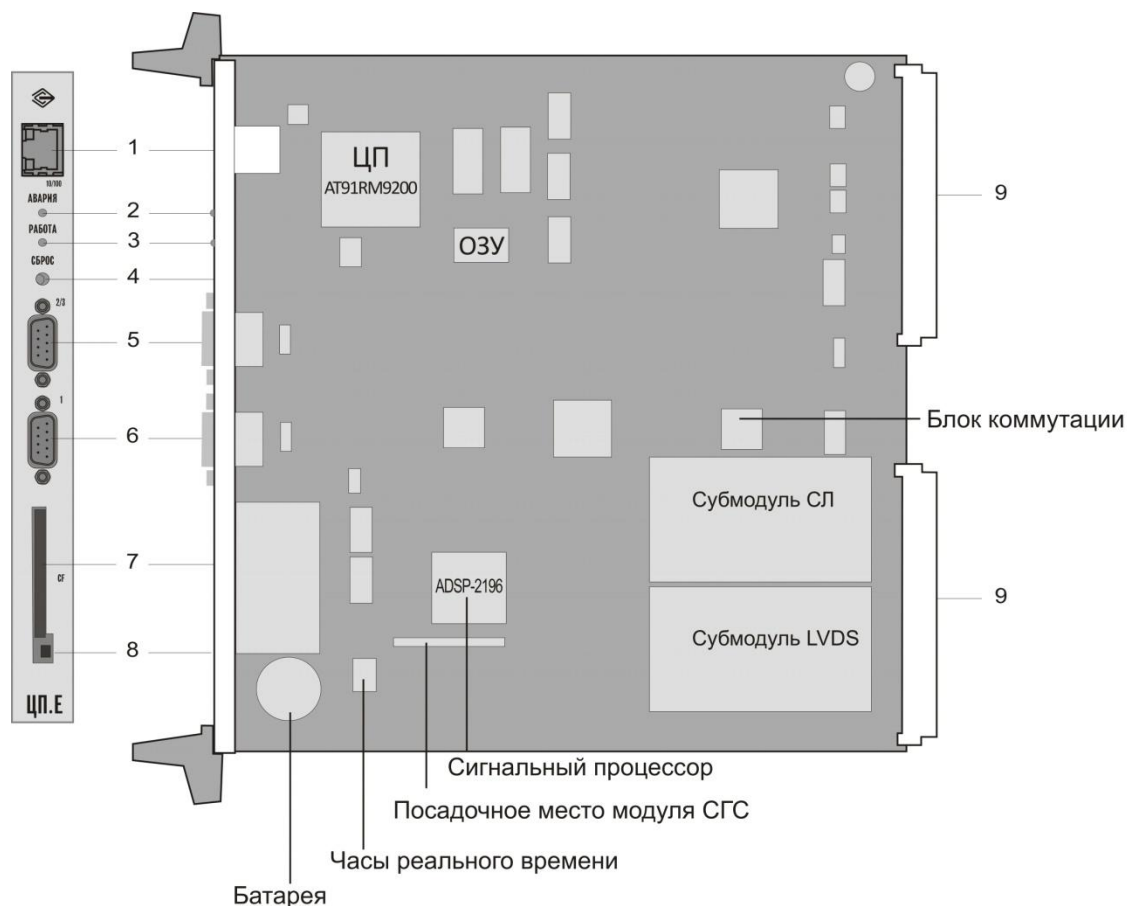 10/100
АВАРИЯ
РАБОТА
СБРОС
2/3
1
CF
ЦП.Е
1
2
3
4
5
6
7
8
ЦП
AT91RM9200
ОЗУ
9
Блок коммутации
Субмодуль СЛ
ADSP-2196
Субмодуль LVDS
9
Сигнальный процессор
Посадочное место модуля СГС
Часы реального времени
Батарея